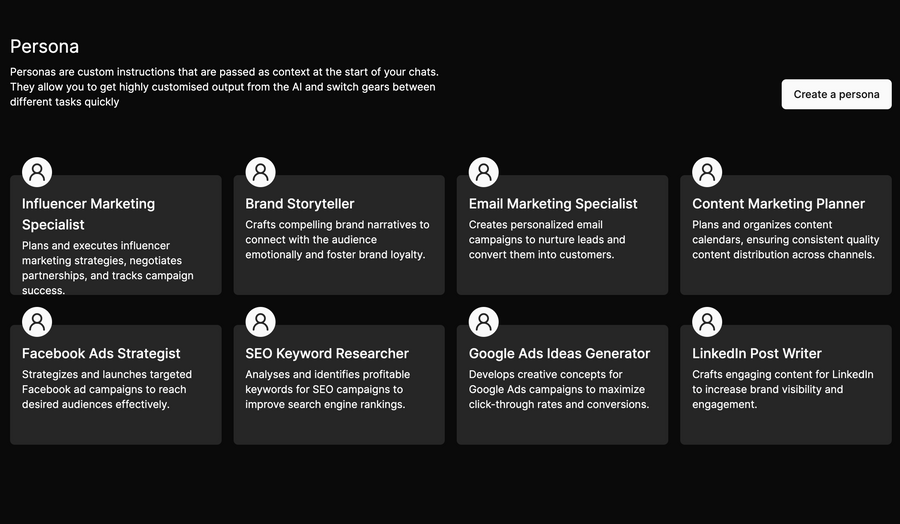 Persona
Personas are custom instructions that are passed as context at the start of your chats.
They allow you to get highly customised output from the AI and switch gears between
different tasks quickly
Create a persona
Influencer Marketing
Specialist
Plans and executes influencer
marketing strategies, negotiates
partnerships, and tracks campaign
success.
Brand Storyteller
Crafts compelling brand narratives to
connect with the audience
emotionally and foster brand loyalty.
Email Marketing Specialist
Creates personalized email
campaigns to nurture leads and
convert them into customers.
Content Marketing Planner
Plans and organizes content
calendars, ensuring consistent quality
content distribution across channels.
Facebook Ads Strategist
Strategizes and launches targeted
Facebook ad campaigns to reach
desired audiences effectively.
SEO Keyword Researcher
Analyses and identifies profitable
keywords for SEO campaigns to
improve search engine rankings.
Google Ads Ideas Generator
Develops creative concepts for
Google Ads campaigns to maximize
click-through rates and conversions.
LinkedIn Post Writer
Crafts engaging content for LinkedIn
to increase brand visibility and
engagement.